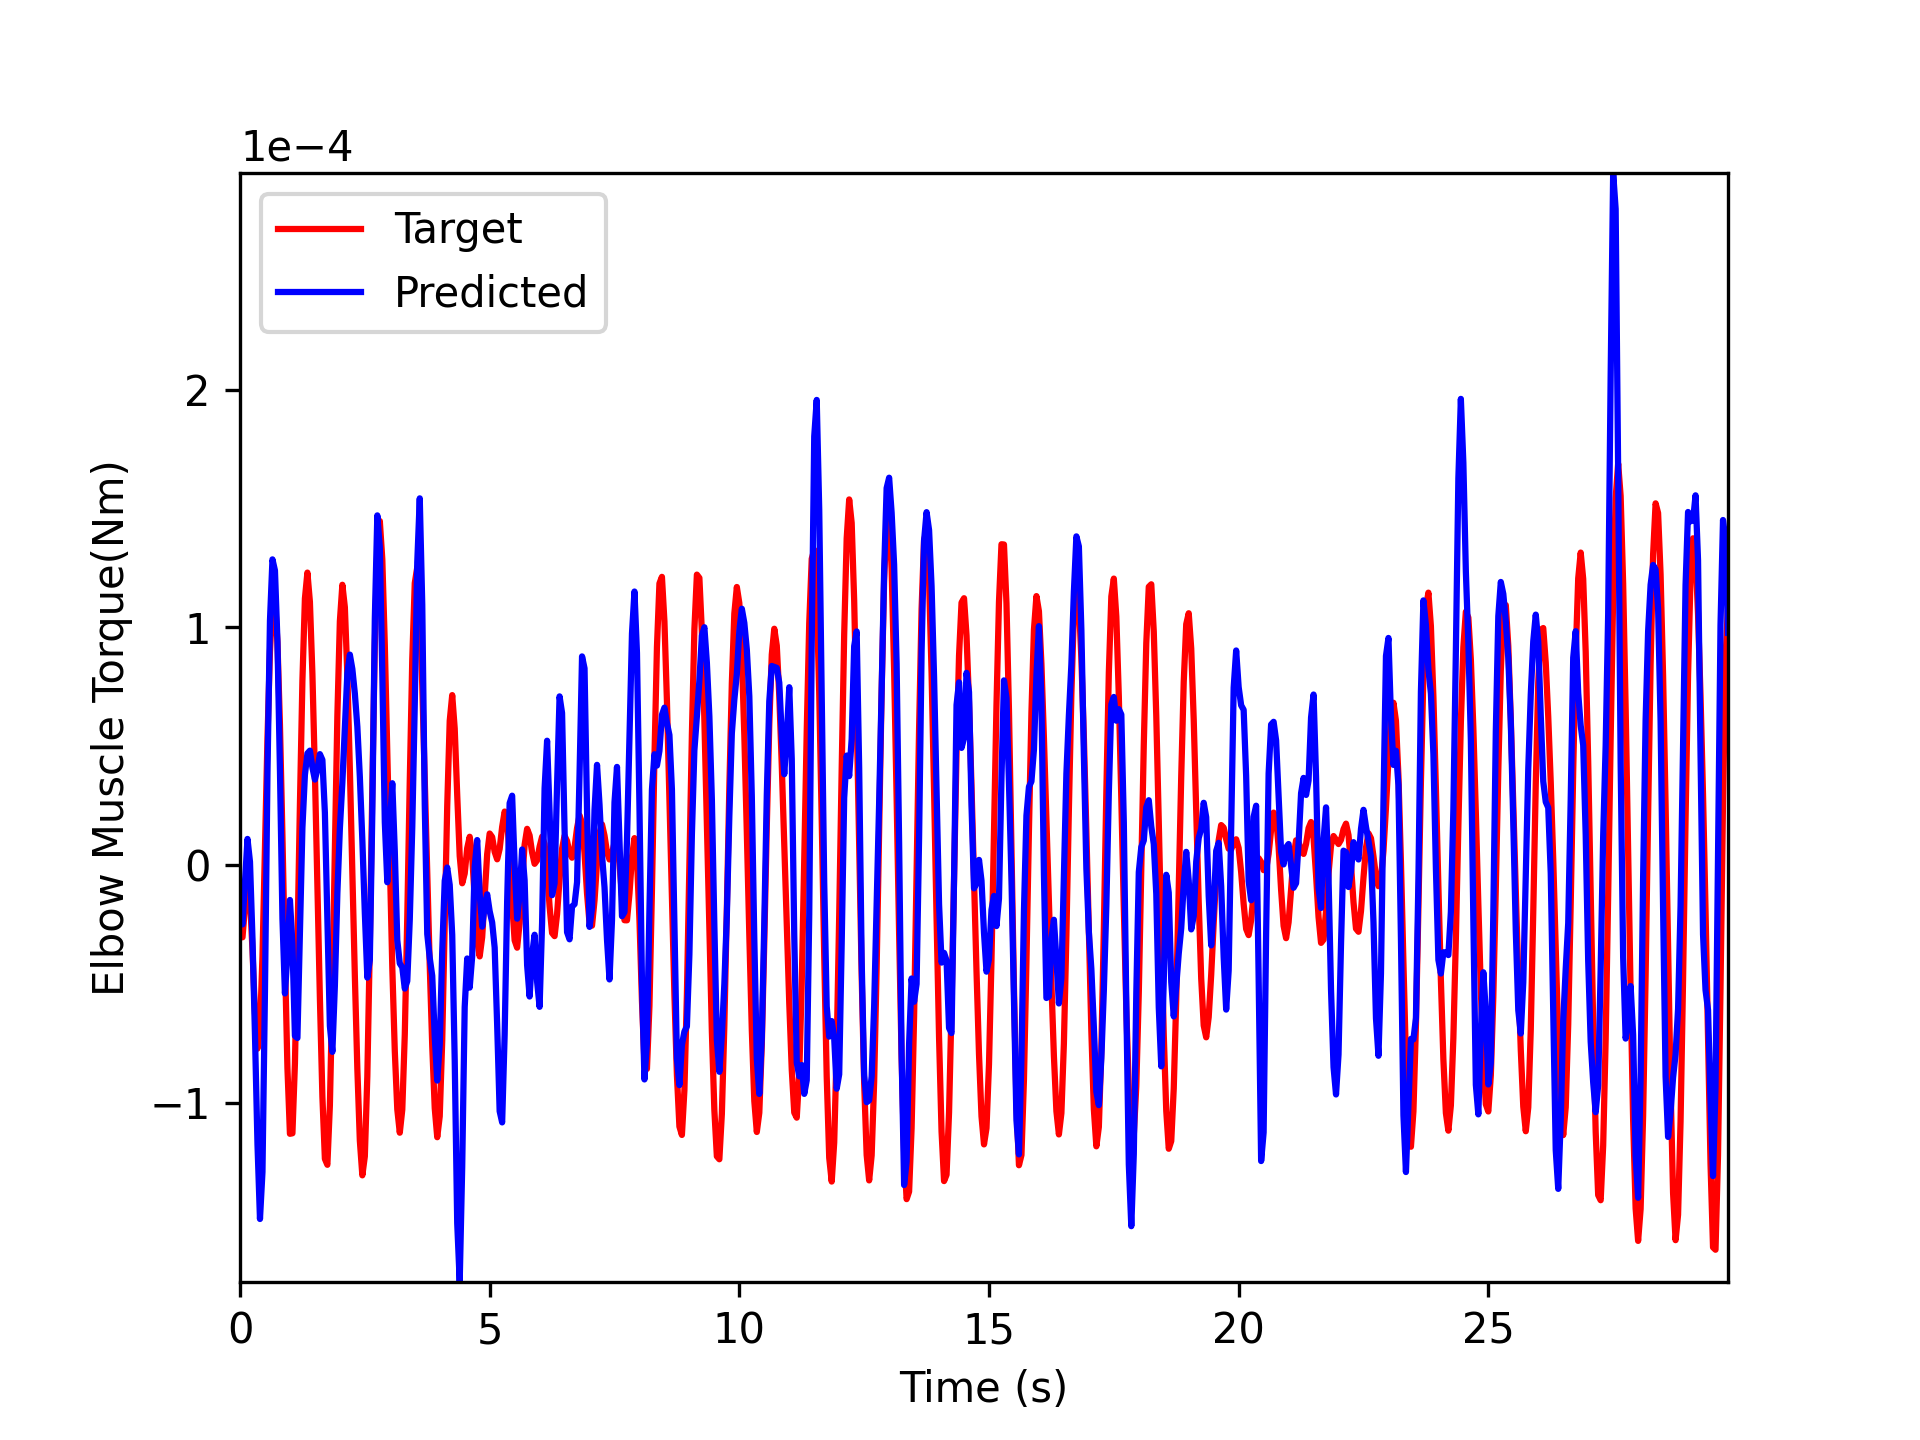 1e−4
Target
Predicted
2
1
0
−1
Elbow Muscle Torque(Nm)
0 5 10 15 20 25
Time (s)